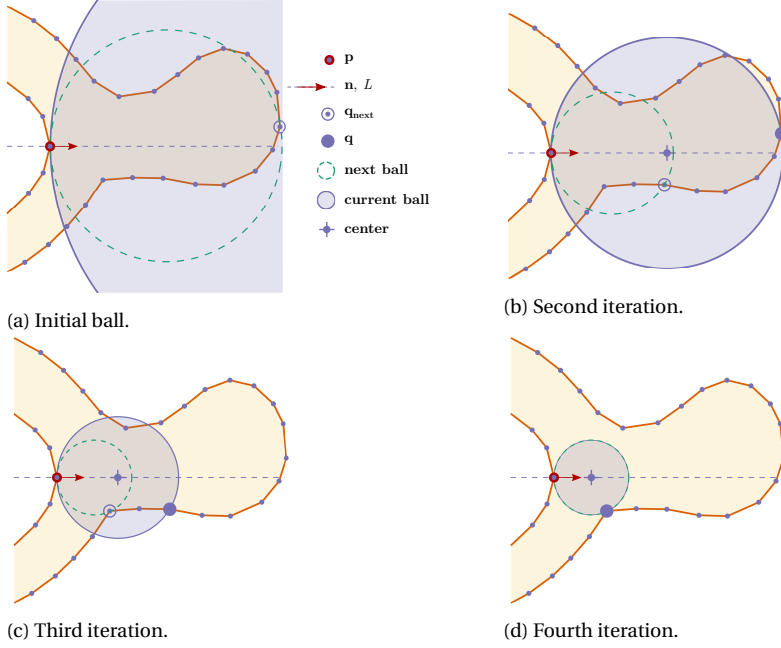 p
n, L
q_next
q
next ball
current ball
center
(a) Initial ball.
(b) Second iteration.
(c) Third iteration.
(d) Fourth iteration.